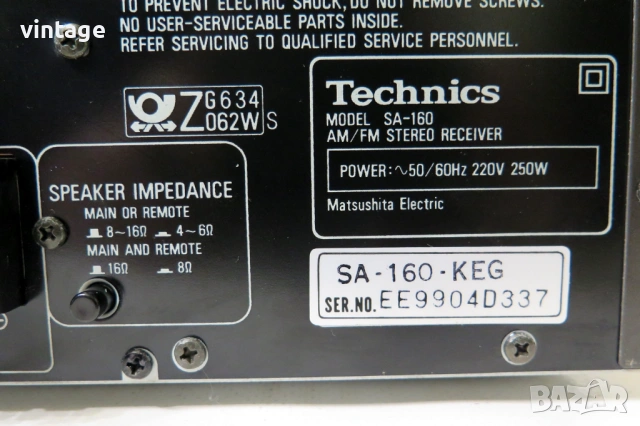 vintage
TO PREVENT ELECTRIC SHOCK, DO NOT REMOVE SCREWS.
NO USER-SERVICEABLE PARTS INSIDE.
REFER SERVICING TO QUALIFIED SERVICE PERSONNEL.
Z G634
062W S
Technics
MODEL SA-160
AM/FM STEREO RECEIVER
POWER:∿50/60Hz 220V 250W
Matsushita Electric
SPEAKER IMPEDANCE
MAIN OR REMOTE
8~16Ω 4~6Ω
MAIN AND REMOTE
16Ω 8Ω
SA-160-KEG
SER.NO.EE9904D337
BAZAR